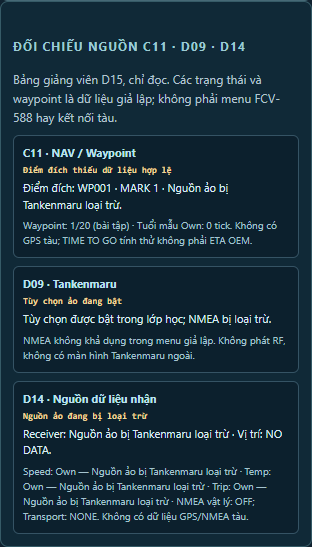 ĐỐI CHIẾU NGUỒN C11 · D09 · D14
Bảng giảng viên D15, chỉ đọc. Các trạng thái và
waypoint là dữ liệu giả lập; không phải menu FCV-
588 hay kết nối tàu.
C11 · NAV / Waypoint
Điểm đích thiếu dữ liệu hợp lệ
Điểm đích: WP001 · MARK 1 · Nguồn ảo bị
Tankenmaru loại trừ.
Waypoint: 1/20 (bài tập) · Tuổi mẫu Own: 0 tick. Không có
GPS tàu; TIME TO GO tính thử không phải ETA OEM.
D09 · Tankenmaru
Tùy chọn ảo đang bật
Tùy chọn được bật trong lớp học; NMEA bị loại trừ.
NMEA không khả dụng trong menu giả lập. Không phát RF,
không có màn hình Tankenmaru ngoài.
D14 · Nguồn dữ liệu nhận
Nguồn ảo đang bị loại trừ
Receiver: Nguồn ảo bị Tankenmaru loại trừ · Vị trí: NO
DATA.
Speed: Own — Nguồn ảo bị Tankenmaru loại trừ · Temp:
Own — Nguồn ảo bị Tankenmaru loại trừ · Trip: Own —
Nguồn ảo bị Tankenmaru loại trừ · NMEA vật lý: OFF;
Transport: NONE. Không có dữ liệu GPS/NMEA tàu.